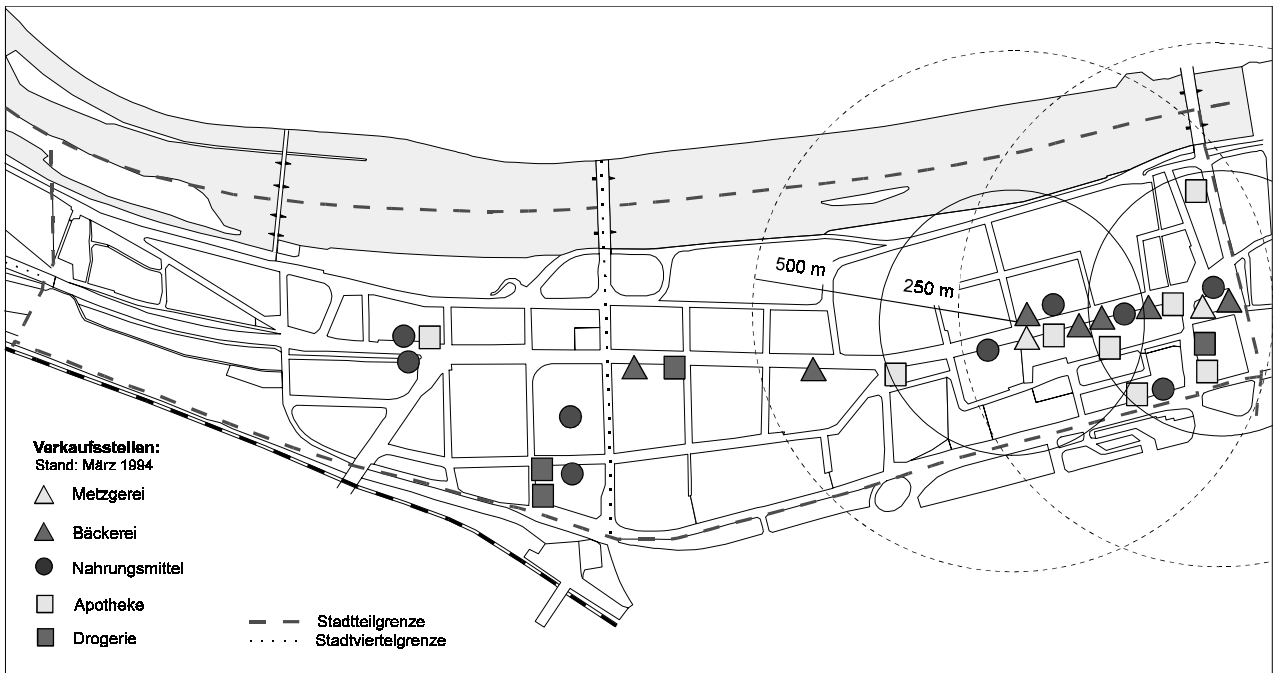 500 m
250 m
Verkaufsstellen:
Stand: März 1994
Metzgerei
Bäckerei
Nahrungsmittel
Apotheke
Drogerie
Stadtteilgrenze
Stadtviertelgrenze